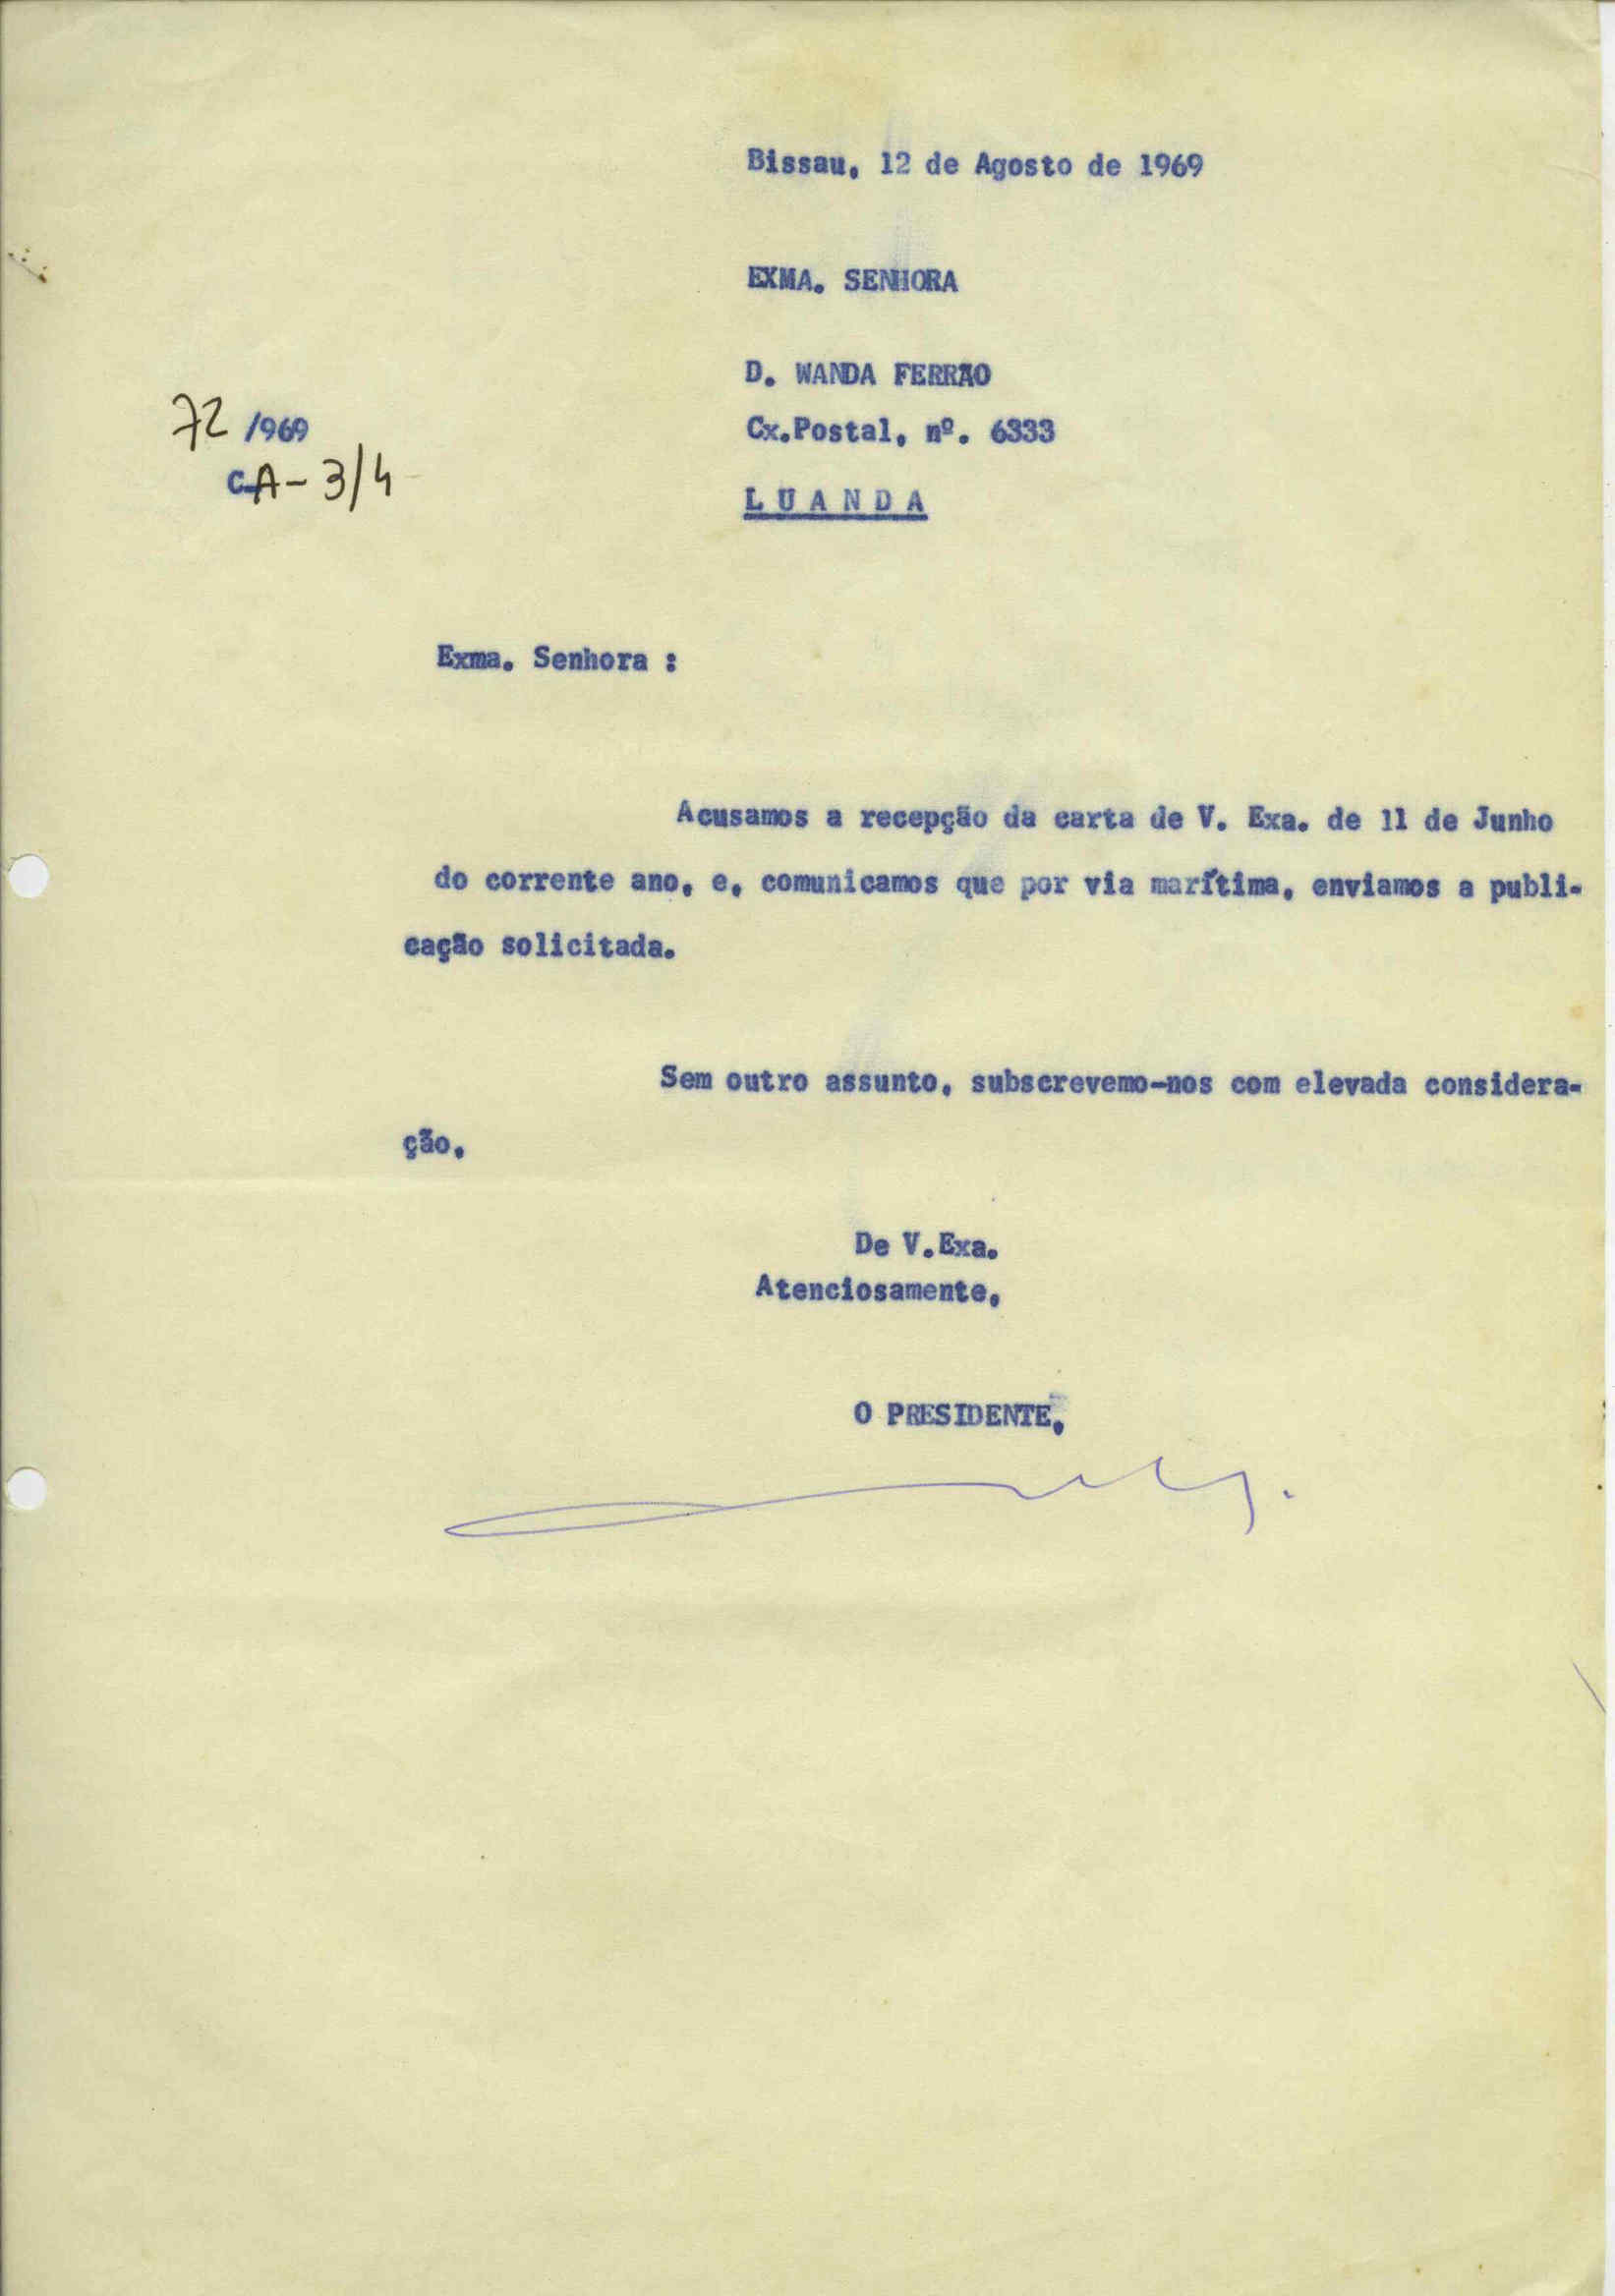 Bissau, 12 de Agosto de 1969
EXMA. SENHORA
D. WANDA FERRÃO
72 /969
Cx.Postal, nº. 6333
CA-3/4
LUANDA
Exma. Senhora :
Acusamos a recepção da carta de V. Exa. de 11 de Junho
do corrente ano, e, comunicamos que por via marítima, enviamos a publi-
cação solicitada.
Sem outro assunto, subscrevemo-nos com elevada considera-
ção,
De V.Exa.
Atenciosamente,
O PRESIDENTE,